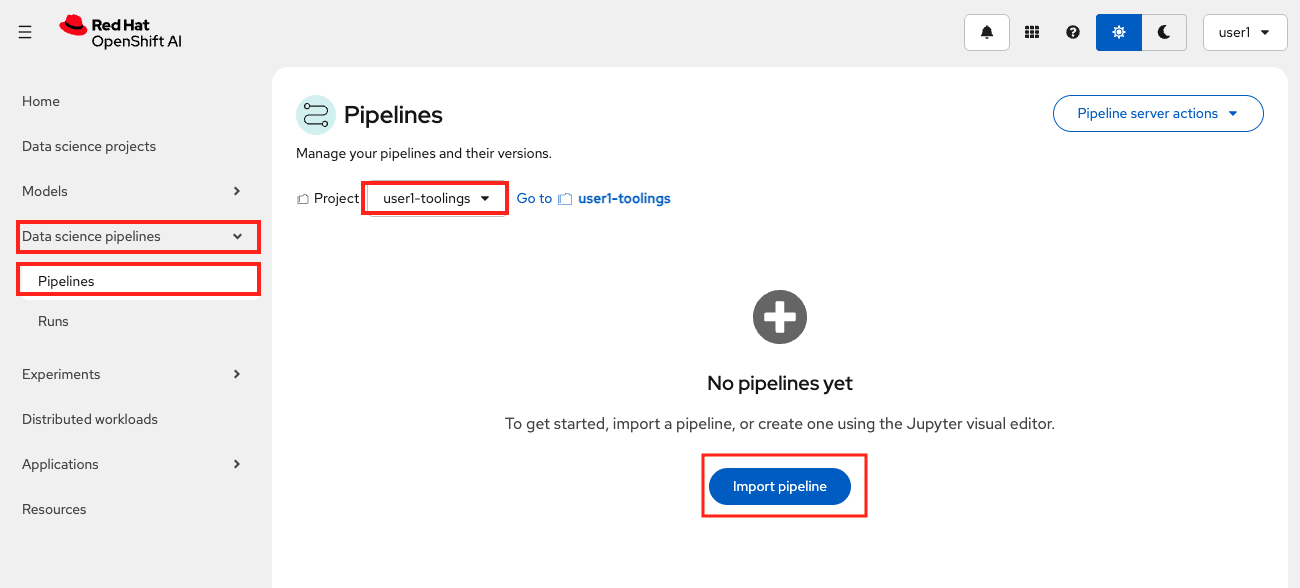 Red Hat
OpenShift AI
user1
Home
Data science projects
Models
Data science pipelines
Pipelines
Runs
Experiments
Distributed workloads
Applications
Resources
Pipelines
Pipeline server actions
Manage your pipelines and their versions.
Project user1-toolings Go to user1-toolings
No pipelines yet
To get started, import a pipeline, or create one using the Jupyter visual editor.
Import pipeline